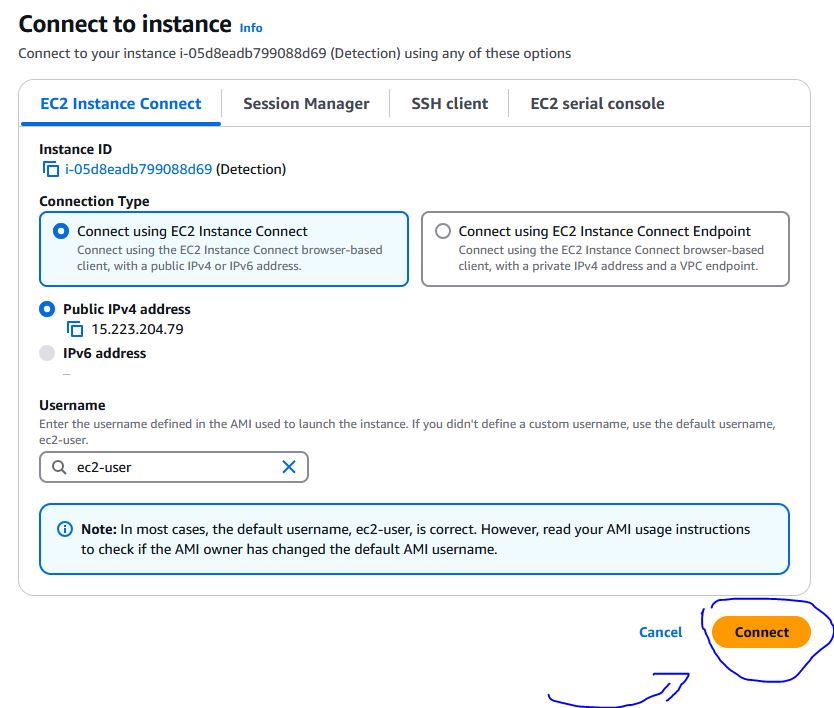 Connect to instance Info
Connect to your instance i-05d8eadb799088d69 (Detection) using any of these options
EC2 Instance Connect Session Manager SSH client EC2 serial console
Instance ID
i-05d8eadb799088d69 (Detection)
Connection Type
Connect using EC2 Instance Connect
Connect using the EC2 Instance Connect browser-based
client, with a public IPv4 or IPv6 address.
Connect using EC2 Instance Connect Endpoint
Connect using the EC2 Instance Connect browser-based
client, with a private IPv4 address and a VPC endpoint.
Public IPv4 address
15.223.204.79
IPv6 address
–
Username
Enter the username defined in the AMI used to launch the instance. If you didn't define a custom username, use the default username,
ec2-user.
ec2-user
Note: In most cases, the default username, ec2-user, is correct. However, read your AMI usage instructions
to check if the AMI owner has changed the default AMI username.
Cancel Connect